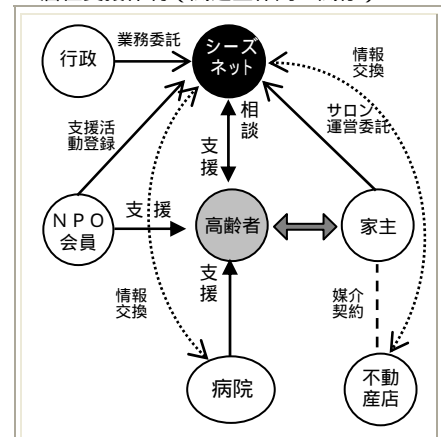 行政
業務委託
シーズ
ネット
情報
交換
支援活
動登録
相談
支援
サロン
運営委託
ＮＰＯ
会員
支援
高齢者
家主
情報
交換
支援
媒介
契約
病院
不動
産店